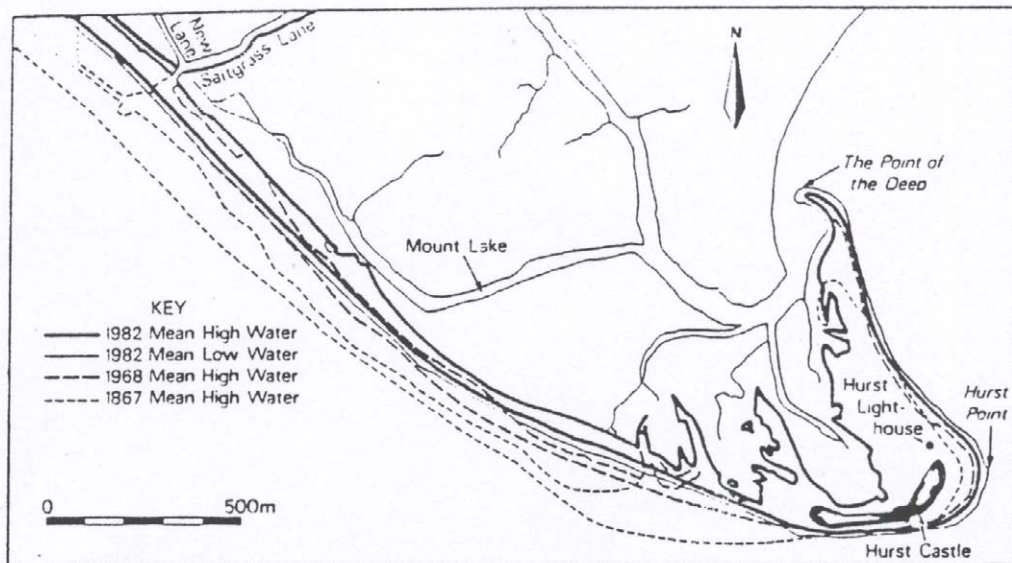 New
Lane
Saltgrass Lane
N
The Point of
the Deep
Mount Lake
KEY
1982 Mean High Water
1982 Mean Low Water
1968 Mean High Water
1867 Mean High Water
Hurst
Light-
house
Hurst
Point
0 500m
Hurst Castle